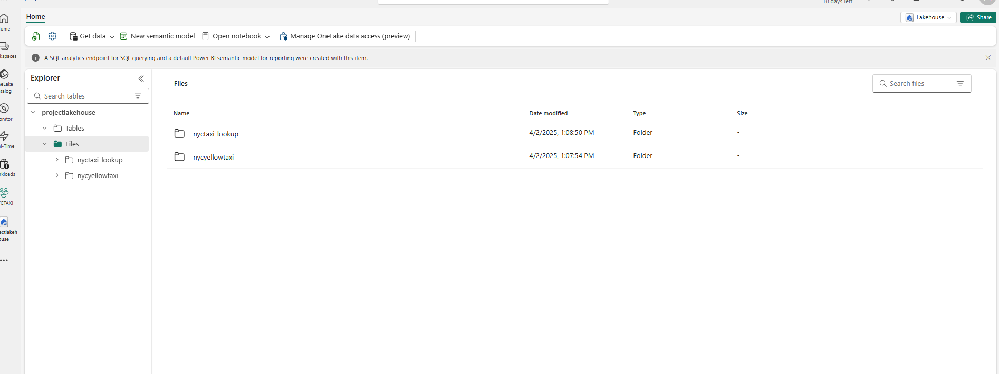 10 days left
Home
Lakehouse
Share
Get data
New semantic model
Open notebook
Manage OneLake data access (preview)
A SQL analytics endpoint for SQL querying and a default Power BI semantic model for reporting were created with this item.
Explorer
Search tables
projectlakehouse
Tables
Files
nyctaxi_lookup
nycyellowtaxi
Files
Search files
Name Date modified Type Size
nyctaxi_lookup 4/2/2025, 1:08:50 PM Folder -
nycyellowtaxi 4/2/2025, 1:07:54 PM Folder -
ome
kspaces
eLake
talog
onitor
l-Time
rkloads
CTAXI
ectlakeh
ouse